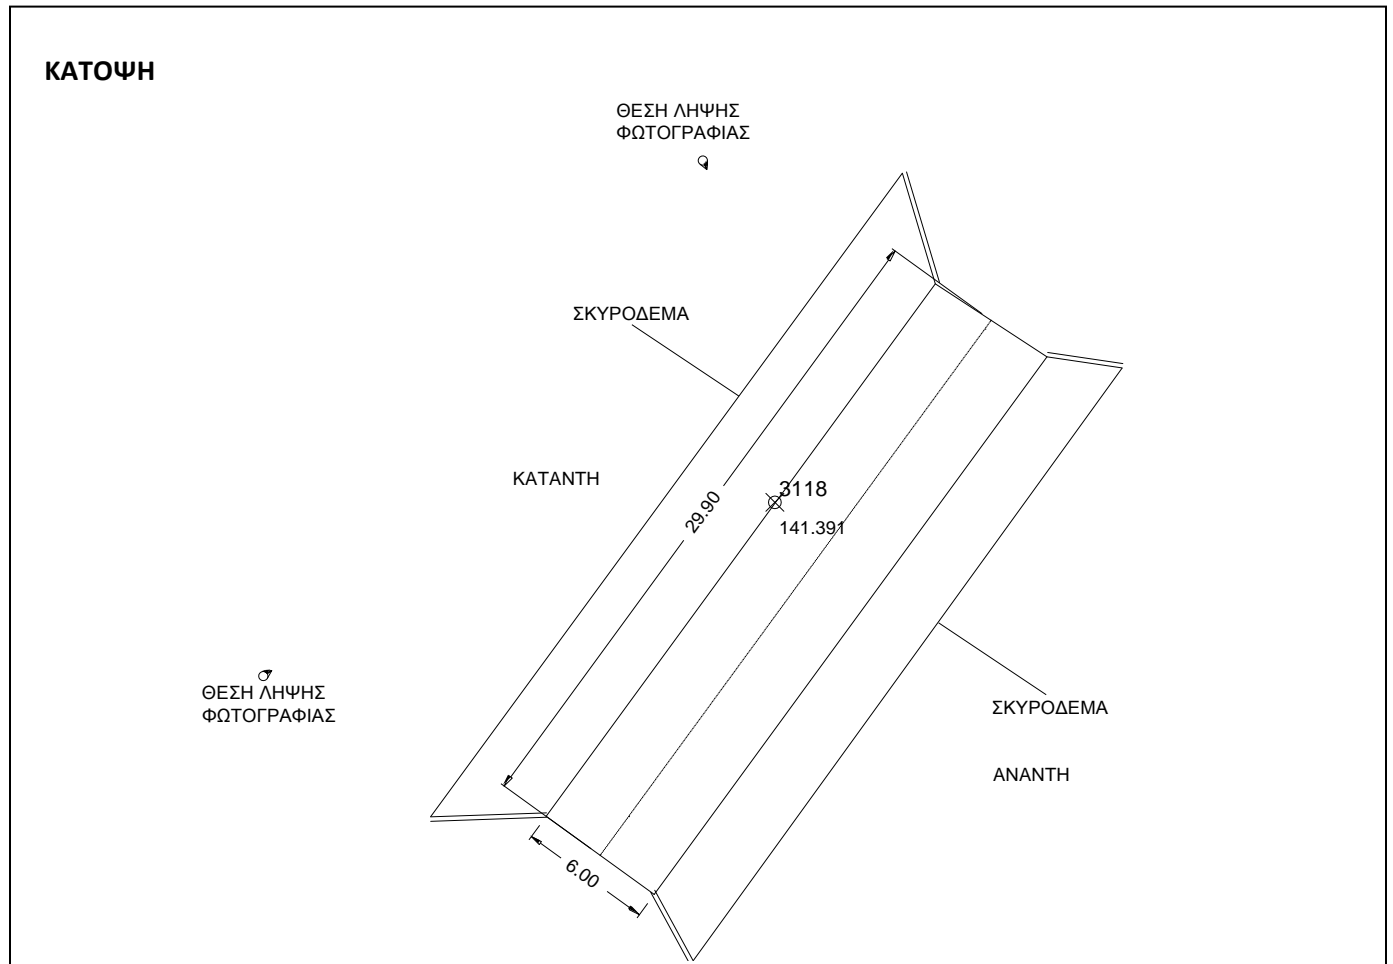 ΚΑΤΟΨΗ
ΘΕΣΗ ΛΗΨΗΣ
ΦΩΤΟΓΡΑΦΙΑΣ
ΣΚΥΡΟΔΕΜΑ
ΚΑΤΑΝΤΗ
3118
29.90
141.391
ΘΕΣΗ ΛΗΨΗΣ
ΦΩΤΟΓΡΑΦΙΑΣ
ΣΚΥΡΟΔΕΜΑ
ΑΝΑΝΤΗ
6.00